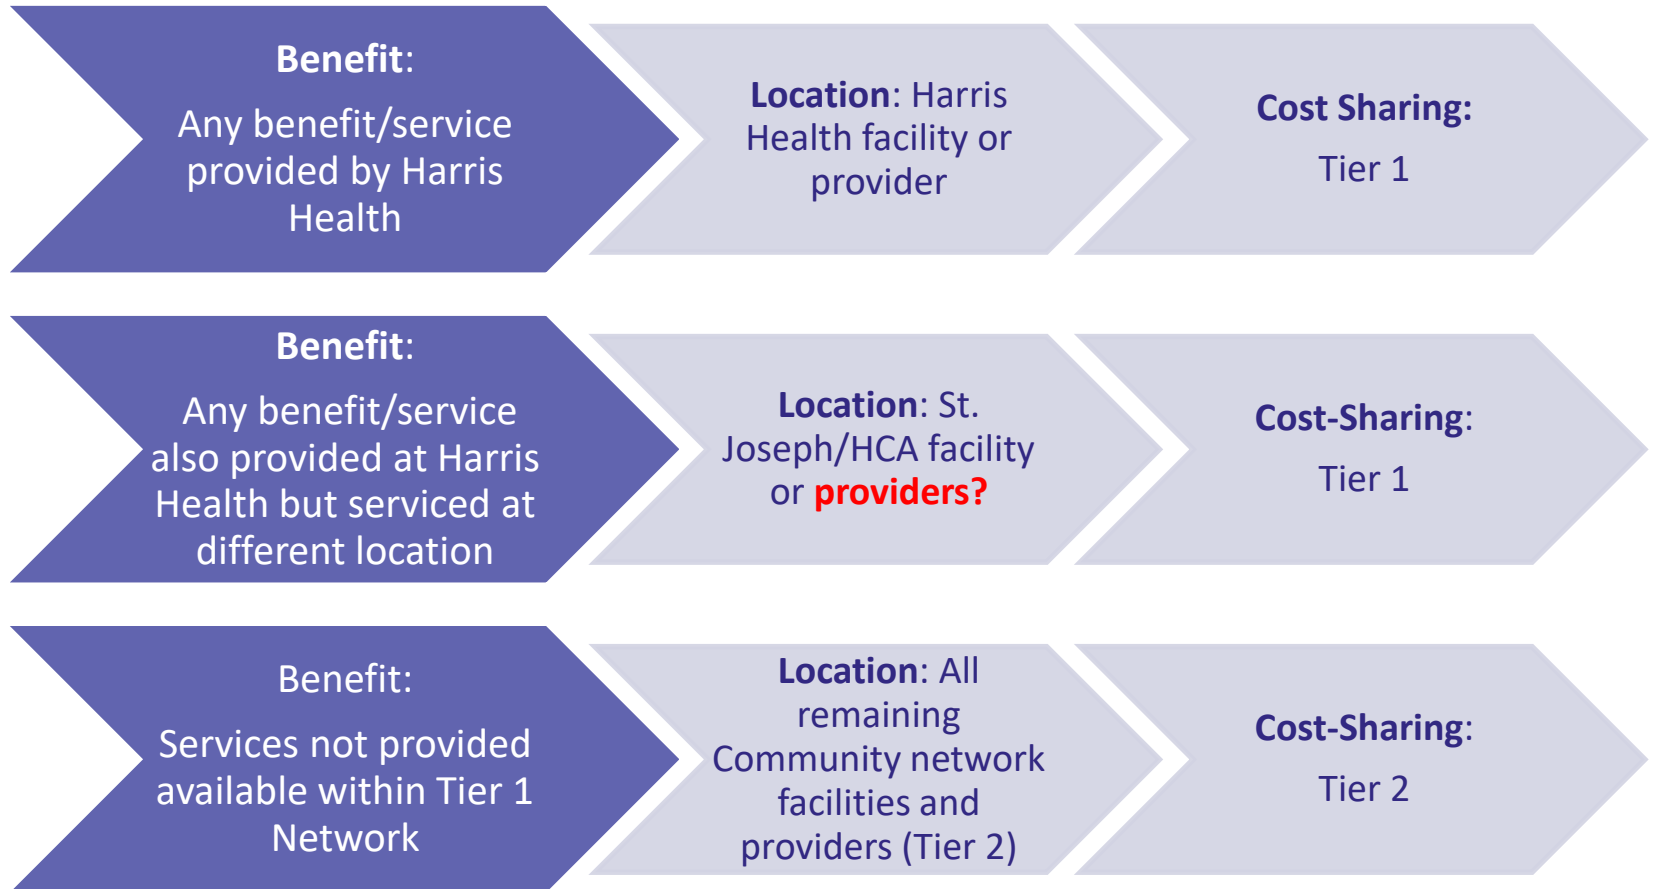 Benefit:
Any benefit/service
provided by Harris
Health
Location: Harris
Health facility or
provider
Cost Sharing:
Tier 1
Benefit:
Any benefit/service
also provided at Harris
Health but serviced at
different location
Location: St.
Joseph/HCA facility
or providers?
Cost-Sharing:
Tier 1
Benefit:
Services not provided
available within Tier 1
Network
Location: All
remaining
Community network
facilities and
providers (Tier 2)
Cost-Sharing:
Tier 2